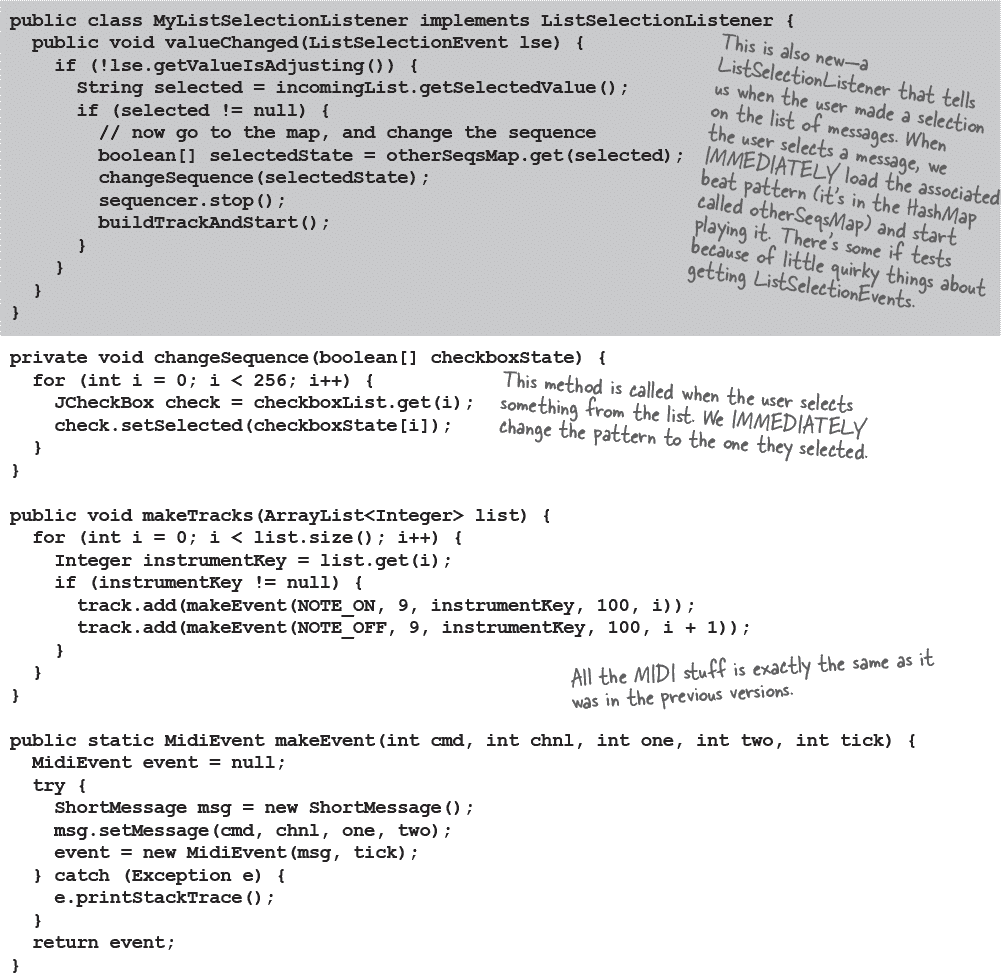 public class MyListSelectionListener implements ListSelectionListener {
  public void valueChanged(ListSelectionEvent lse) {
    if (!lse.getValueIsAdjusting()) {
      String selected = incomingList.getSelectedValue();
      if (selected != null) {
        // now go to the map, and change the sequence
        boolean[] selectedState = otherSeqsMap.get(selected);
        changeSequence(selectedState);
        sequencer.stop();
        buildTrackAndStart();
      }
    }
  }
}
This is also new—a
ListSelectionListener that tells
us when the user made a selection
on the list of messages. When
the user selects a message, we
IMMEDIATELY load the associated
beat pattern (it's in the HashMap
called otherSeqsMap) and start
playing it. There's some if tests
because of little quirky things about
getting ListSelectionEvents.
private void changeSequence(boolean[] checkboxState) {
  for (int i = 0; i < 256; i++) {
    JCheckBox check = checkboxList.get(i);
    check.setSelected(checkboxState[i]);
  }
}
This method is called when the user selects
something from the list. We IMMEDIATELY
change the pattern to the one they selected.
public void makeTracks(ArrayList<Integer> list) {
  for (int i = 0; i < list.size(); i++) {
    Integer instrumentKey = list.get(i);
    if (instrumentKey != null) {
      track.add(makeEvent(NOTE_ON, 9, instrumentKey, 100, i));
      track.add(makeEvent(NOTE_OFF, 9, instrumentKey, 100, i + 1));
    }
  }
}
All the MIDI stuff is exactly the same as it
was in the previous versions.
public static MidiEvent makeEvent(int cmd, int chnl, int one, int two, int tick) {
  MidiEvent event = null;
  try {
    ShortMessage msg = new ShortMessage();
    msg.setMessage(cmd, chnl, one, two);
    event = new MidiEvent(msg, tick);
  } catch (Exception e) {
    e.printStackTrace();
  }
  return event;
}